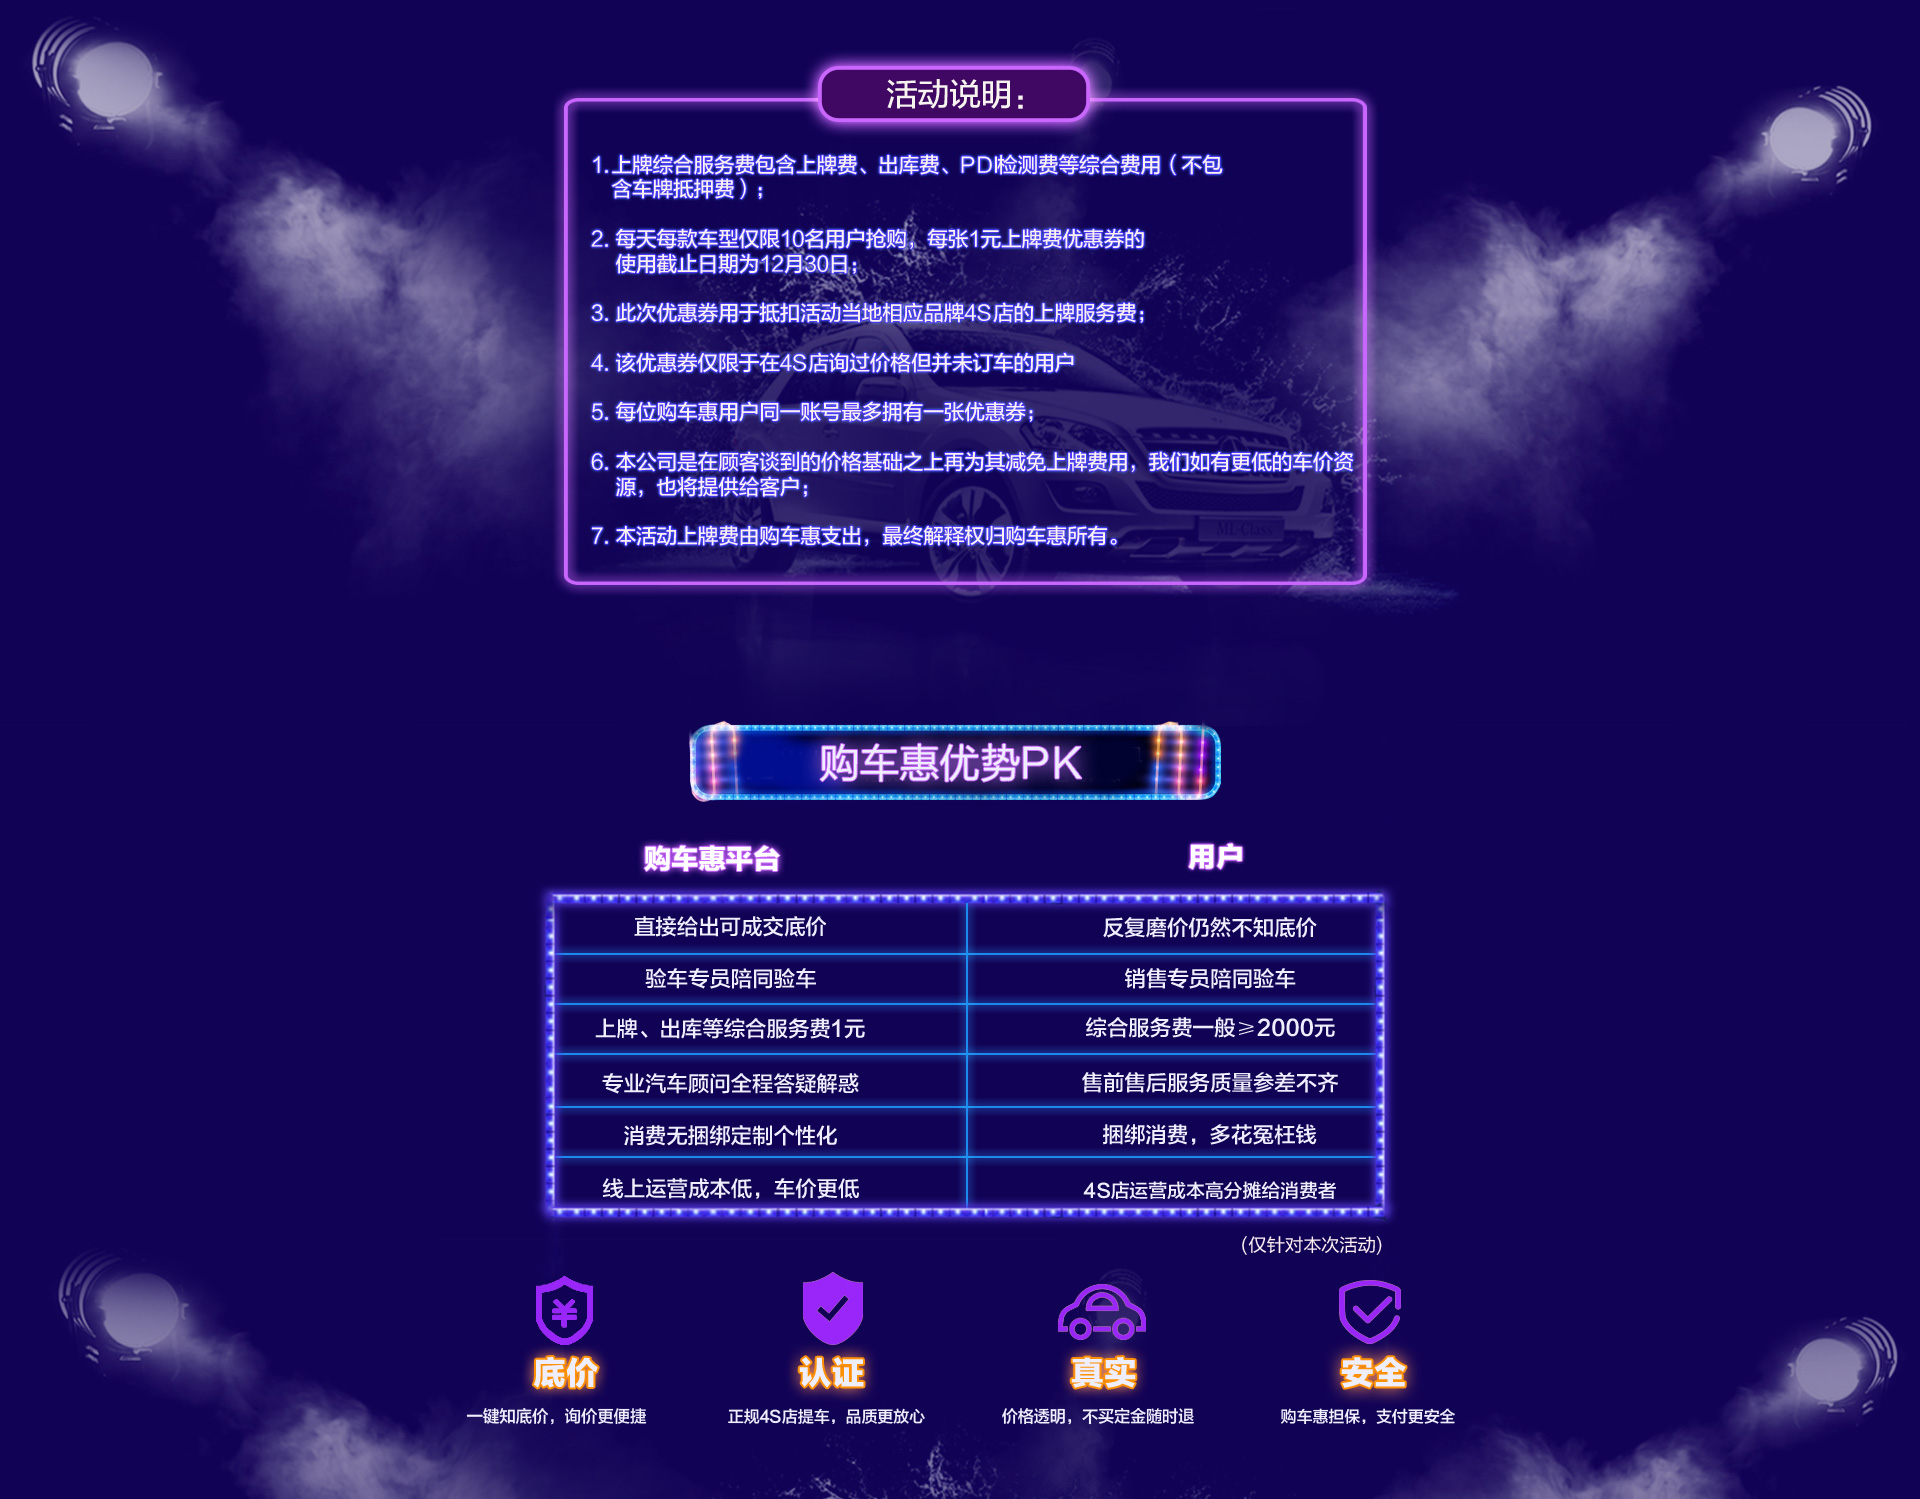 活动说明：
1.上牌综合服务费包含上牌费、出库费、PDI检测费等综合费用（不包
含车牌抵押费）；
2. 每天每款车型仅限10名用户抢购，每张1元上牌费优惠券的
使用截止日期为12月30日；
3. 此次优惠券用于抵扣活动当地相应品牌4S店的上牌服务费；
4. 该优惠券仅限于在4S店询过价格但并未订车的用户
5. 每位购车惠用户同一账号最多拥有一张优惠券；
6. 本公司是在顾客谈到的价格基础之上再为其减免上牌费用，我们如有更低的车价资
源，也将提供给客户；
ML-Class
7. 本活动上牌费由购车惠支出，最终解释权归购车惠所有。
购车惠优势PK
购车惠平台 用户
直接给出可成交底价 反复磨价仍然不知底价
验车专员陪同验车 销售专员陪同验车
上牌、出库等综合服务费1元 综合服务费一般≥2000元
专业汽车顾问全程答疑解惑 售前售后服务质量参差不齐
消费无捆绑定制个性化 捆绑消费，多花冤枉钱
线上运营成本低，车价更低 4S店运营成本高分摊给消费者
(仅针对本次活动)
¥
底价 认证 真实 安全
一键知底价，询价更便捷 正规4S店提车，品质更放心 价格透明，不买定金随时退 购车惠担保，支付更安全